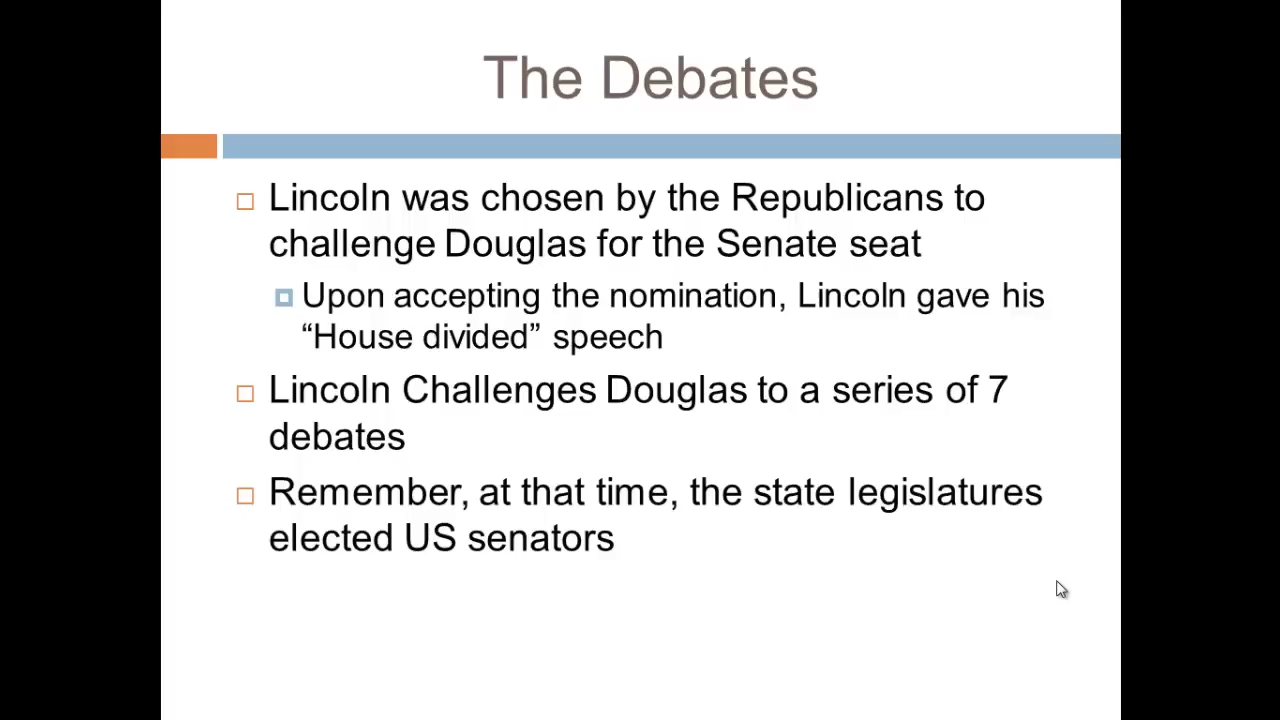 The Debates
Lincoln was chosen by the Republicans to
challenge Douglas for the Senate seat
Upon accepting the nomination, Lincoln gave his
“House divided” speech
Lincoln Challenges Douglas to a series of 7
debates
Remember, at that time, the state legislatures
elected US senators